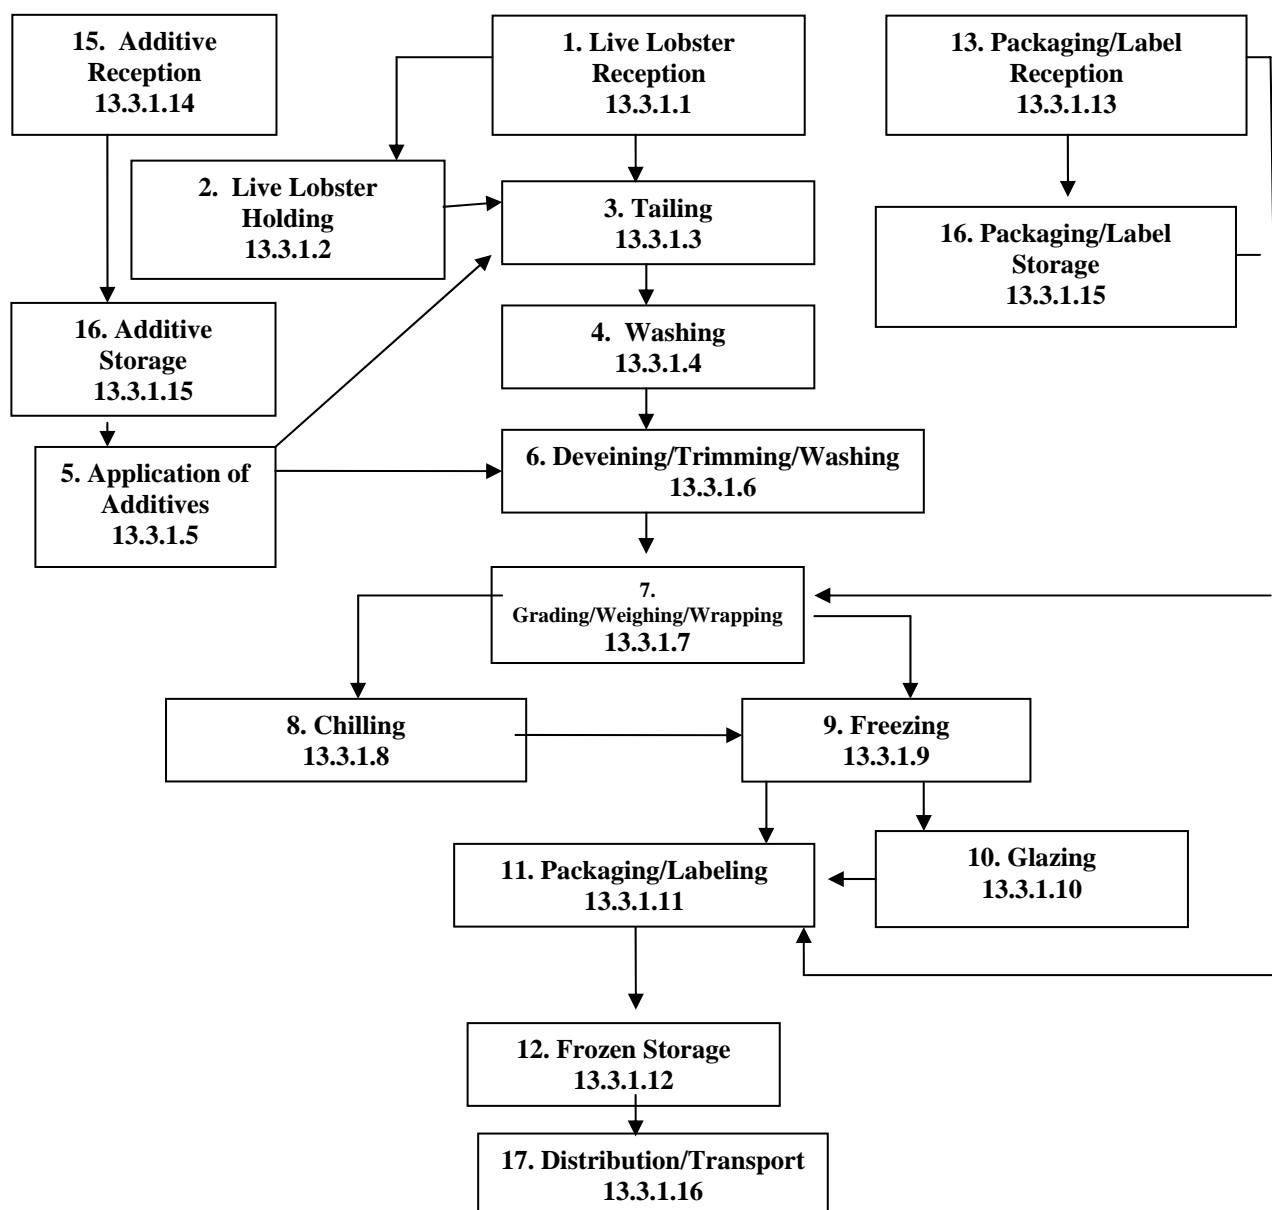 15. Additive
Reception
13.3.1.14
1. Live Lobster
Reception
13.3.1.1
13. Packaging/Label
Reception
13.3.1.13
2. Live Lobster
Holding
13.3.1.2
3. Tailing
13.3.1.3
16. Packaging/Label
Storage
13.3.1.15
16. Additive
Storage
13.3.1.15
4. Washing
13.3.1.4
5. Application of
Additives
13.3.1.5
6. Deveining/Trimming/Washing
13.3.1.6
7.
Grading/Weighing/Wrapping
13.3.1.7
8. Chilling
13.3.1.8
9. Freezing
13.3.1.9
11. Packaging/Labeling
13.3.1.11
10. Glazing
13.3.1.10
12. Frozen Storage
13.3.1.12
17. Distribution/Transport
13.3.1.16